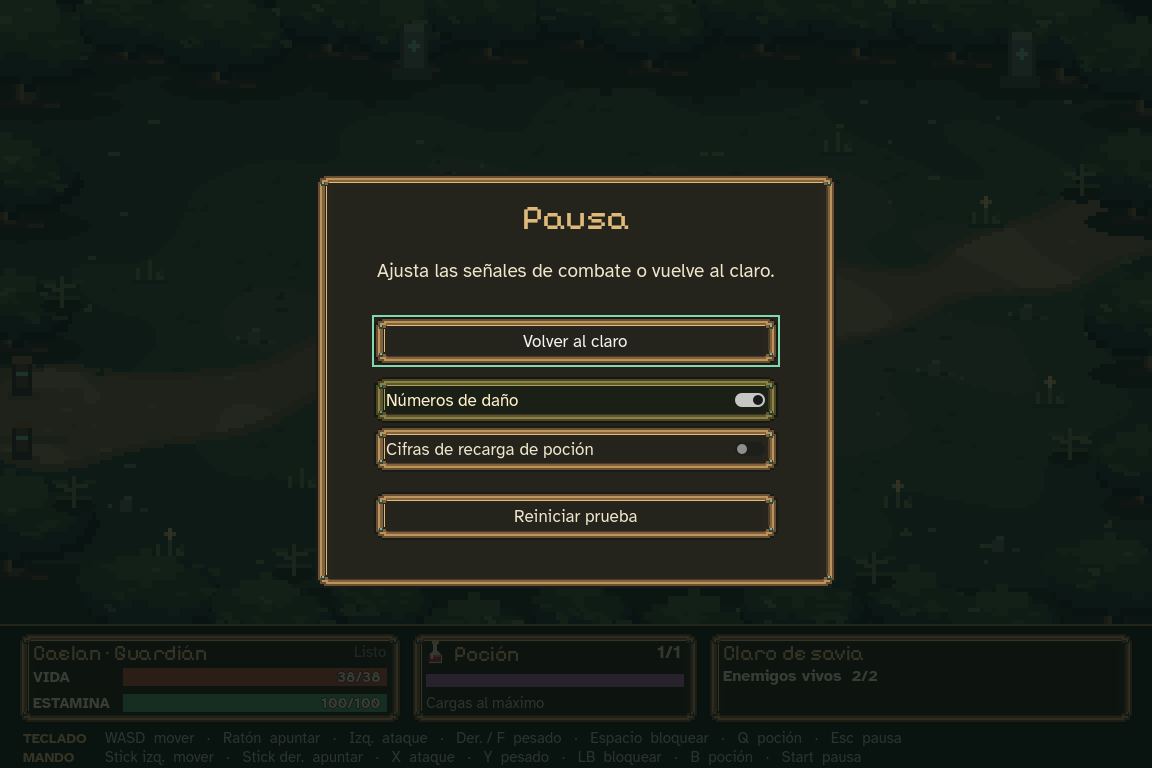 Pausa
Ajusta las señales de combate o vuelve al claro.
Volver al claro
Números de daño
Cifras de recarga de poción
Reiniciar prueba
Caelan · Guardián Listo
VIDA 38/38
ESTAMINA 100/100
Poción 1/1
Cargas al máximo
Claro de savia
Enemigos vivos 2/2
TECLADO WASD mover · Ratón apuntar · Izq. ataque · Der. / F pesado · Espacio bloquear · Q poción · Esc pausa
MANDO Stick izq. mover · Stick der. apuntar · X ataque · Y pesado · LB bloquear · B poción · Start pausa